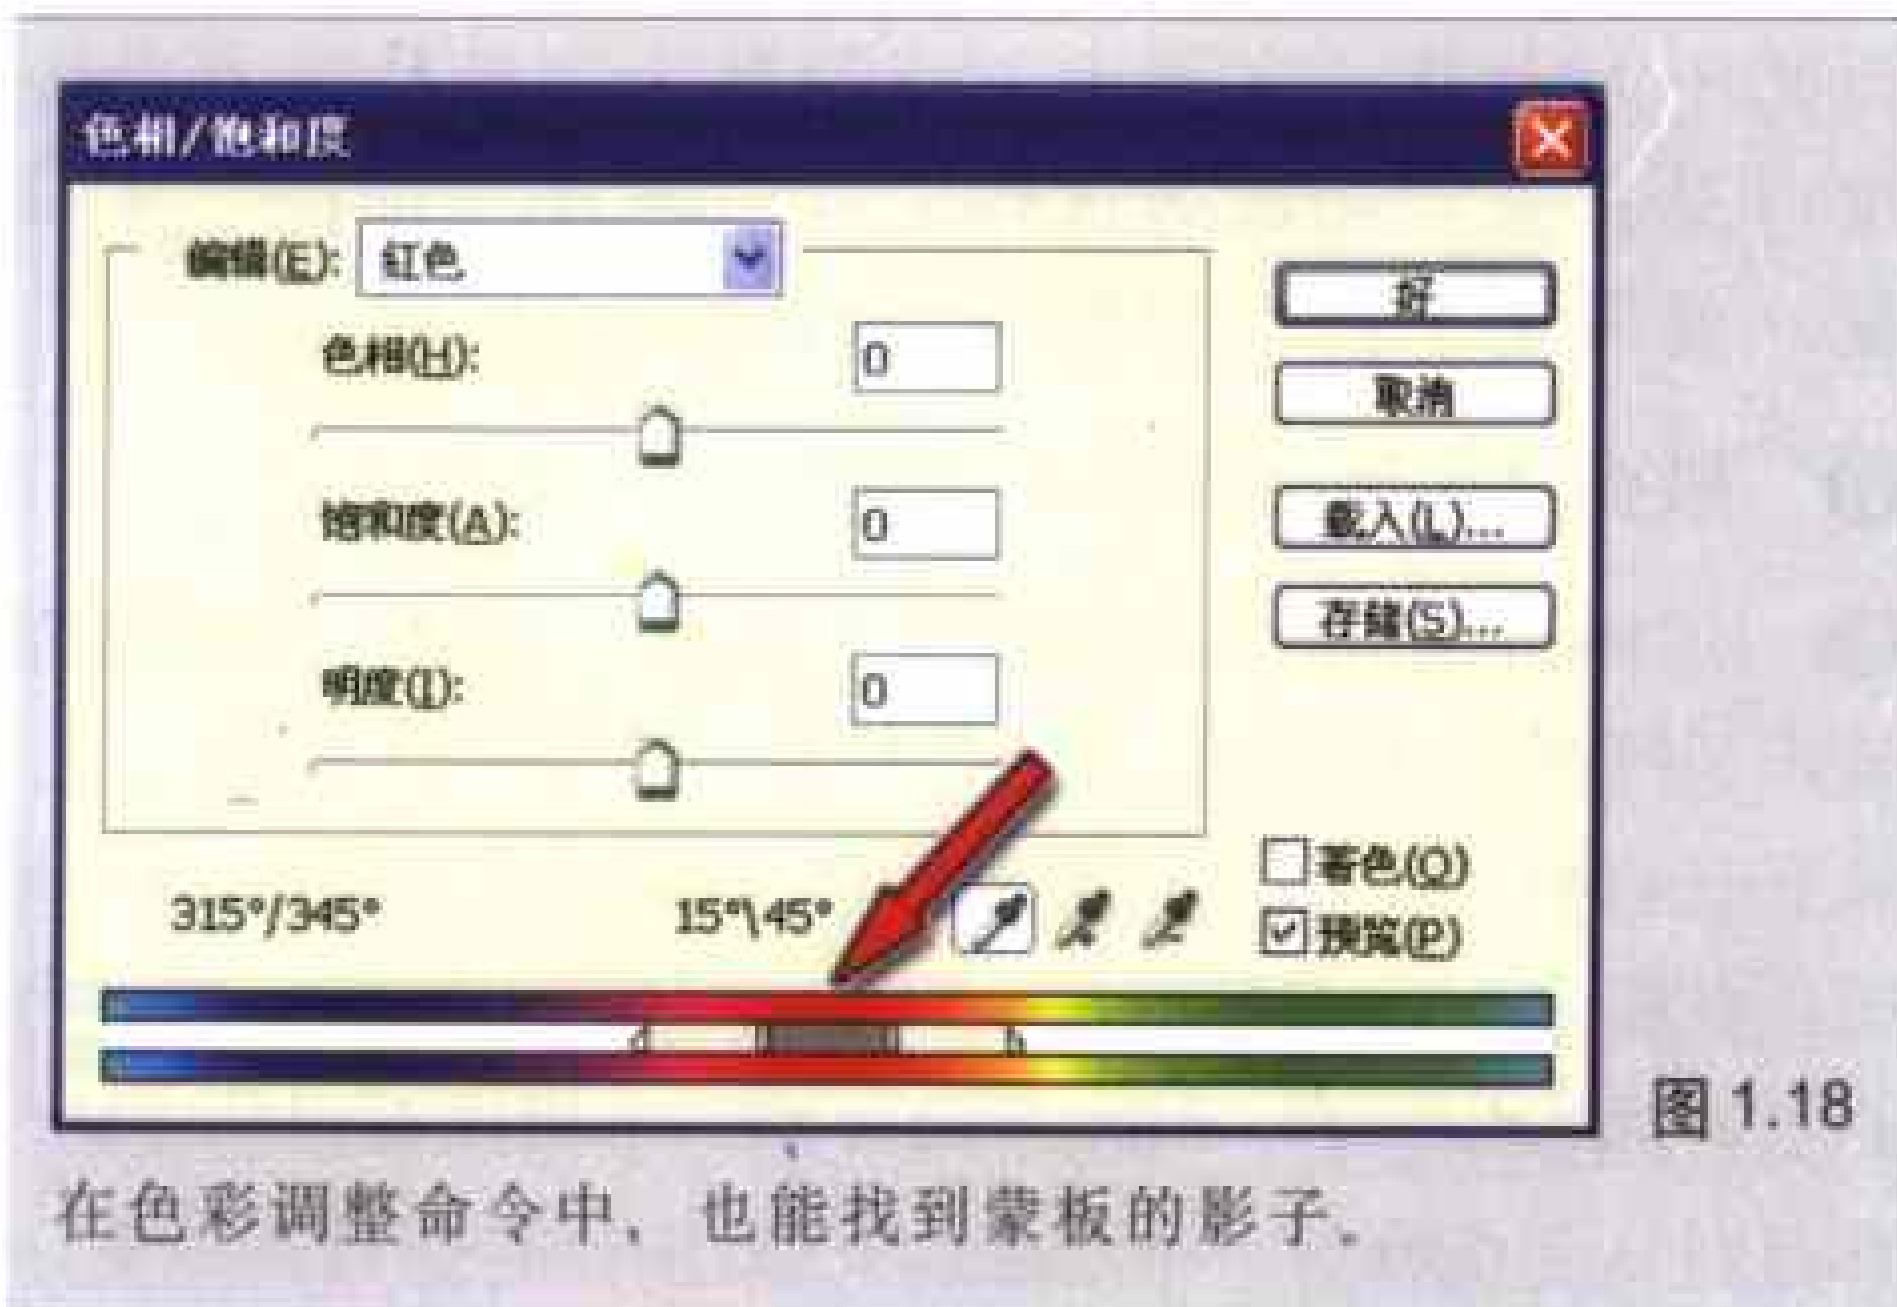 色相/饱和度
编辑(E): 红色
色相(H): 0
饱和度(A): 0
明度(I): 0
好
取消
载入(L)...
存储(S)...
315°/345°
15°\45°
着色(O)
预览(P)
图 1.18
在色彩调整命令中，也能找到蒙板的影子。